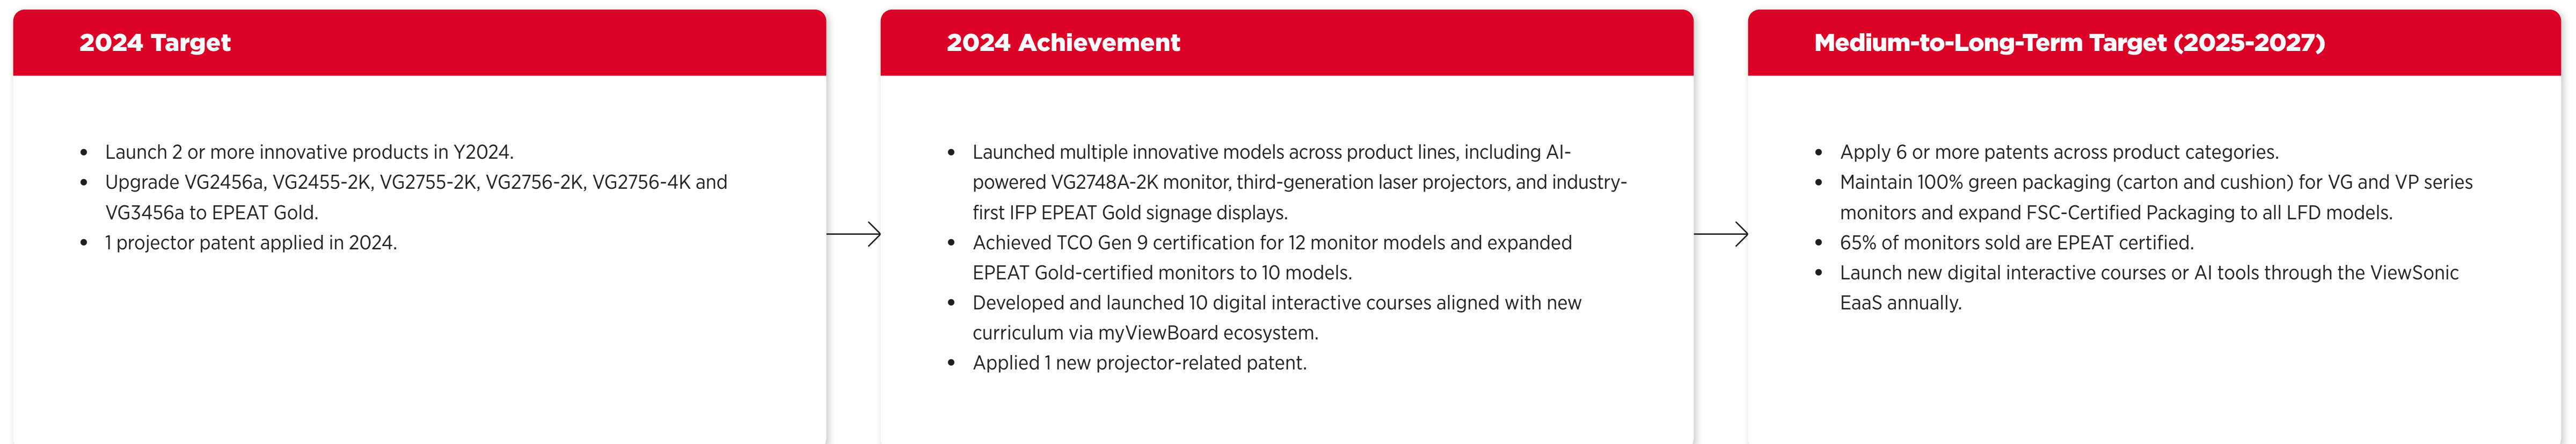 2024 Target
• Launch 2 or more innovative products in Y2024.
• Upgrade VG2456a, VG2455-2K, VG2755-2K, VG2756-2K, VG2756-4K and
VG3456a to EPEAT Gold.
• 1 projector patent applied in 2024.
2024 Achievement
• Launched multiple innovative models across product lines, including AI-
powered VG2748A-2K monitor, third-generation laser projectors, and industry-
first IFP EPEAT Gold signage displays.
• Achieved TCO Gen 9 certification for 12 monitor models and expanded
EPEAT Gold-certified monitors to 10 models.
• Developed and launched 10 digital interactive courses aligned with new
curriculum via myViewBoard ecosystem.
• Applied 1 new projector-related patent.
Medium-to-Long-Term Target (2025-2027)
• Apply 6 or more patents across product categories.
• Maintain 100% green packaging (carton and cushion) for VG and VP series
monitors and expand FSC-Certified Packaging to all LFD models.
• 65% of monitors sold are EPEAT certified.
• Launch new digital interactive courses or AI tools through the ViewSonic
EaaS annually.